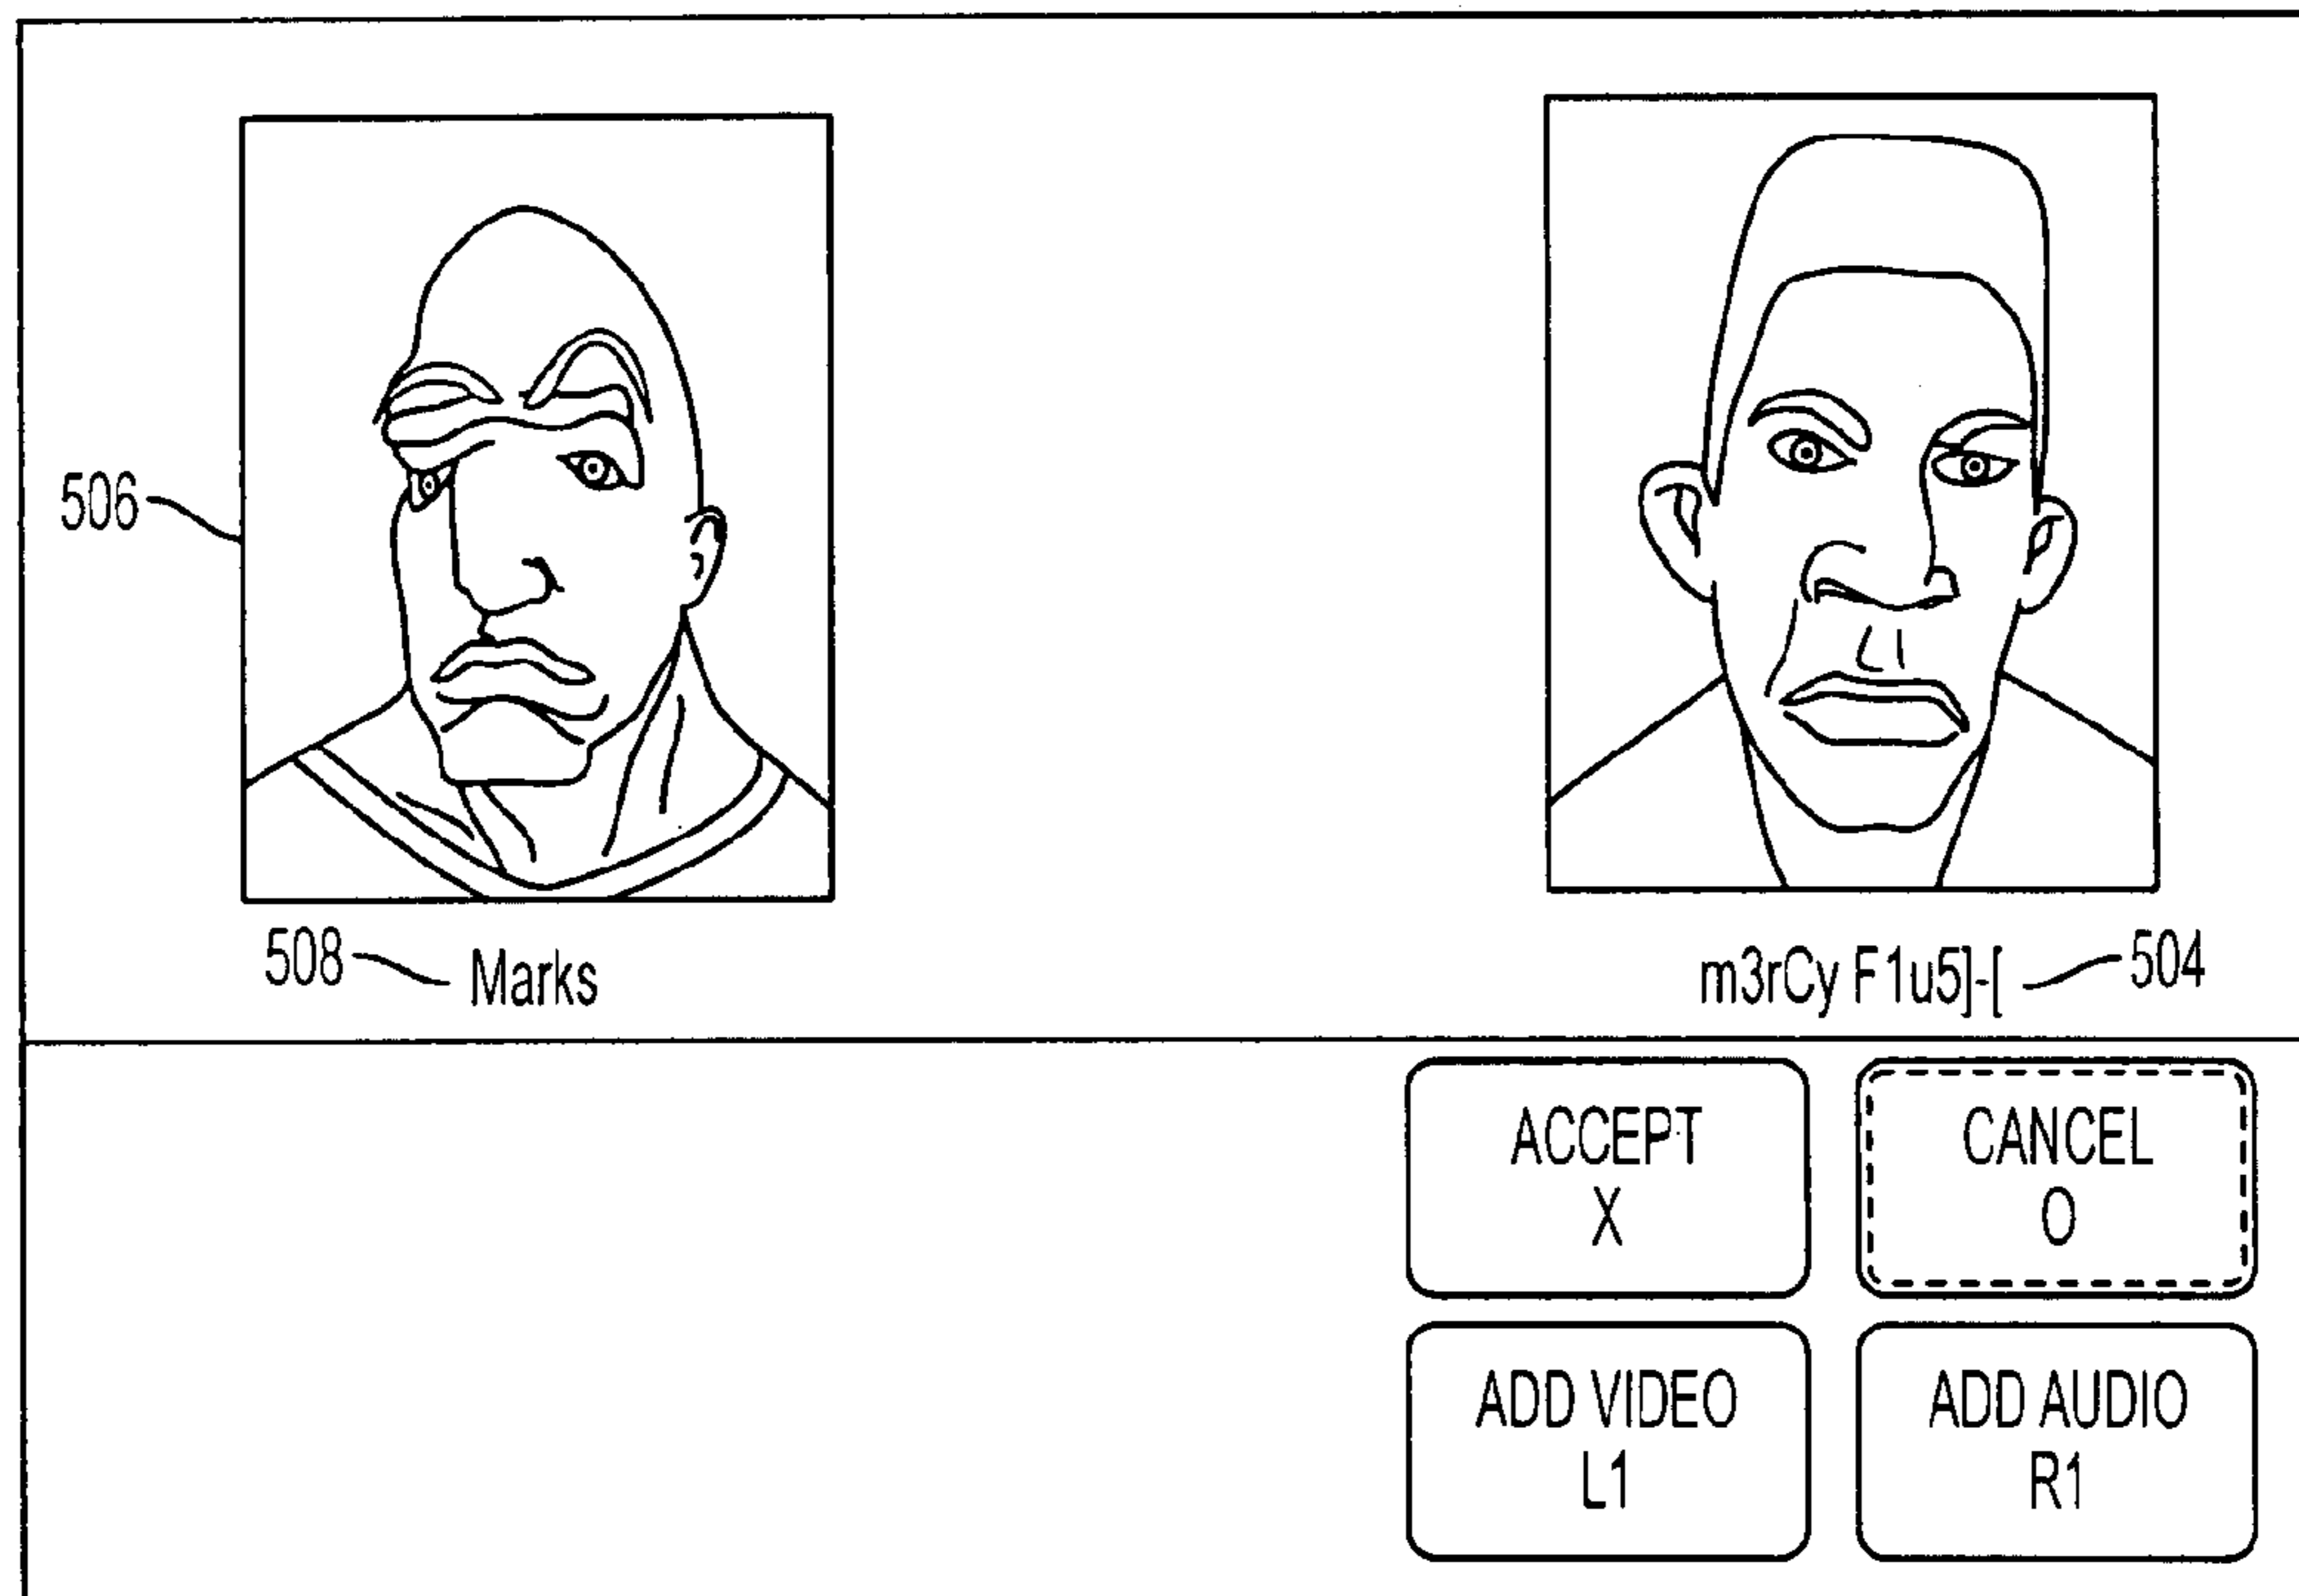 506
508 Marks
m3rCy F1u5]-[ 504
ACCEPT
X
CANCEL
O
ADD VIDEO
L1
ADD AUDIO
R1